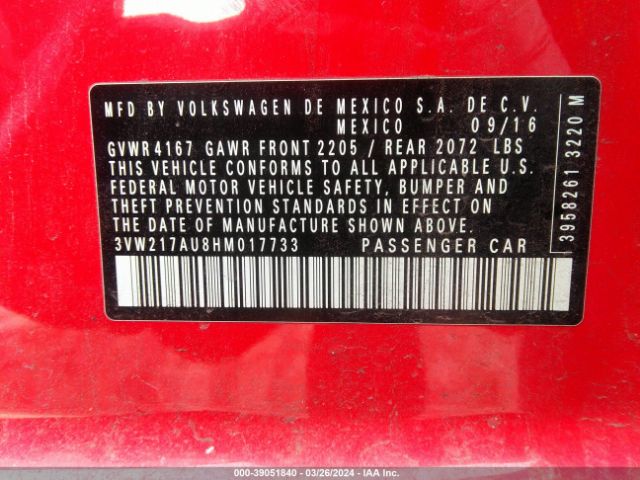 MFD BY VOLKSWAGEN DE MEXICO S.A. DE C.V.
MEXICO 09/16
GVWR 4167 GAWR FRONT 2205 / REAR 2072 LBS
THIS VEHICLE CONFORMS TO ALL APPLICABLE U.S.
FEDERAL MOTOR VEHICLE SAFETY, BUMPER AND
THEFT PREVENTION STANDARDS IN EFFECT ON
THE DATE OF MANUFACTURE SHOWN ABOVE.
3VW217AU8HM017733 PASSENGER CAR
3958261 3220 M
000-39051840 - 03/26/2024 - IAA Inc.